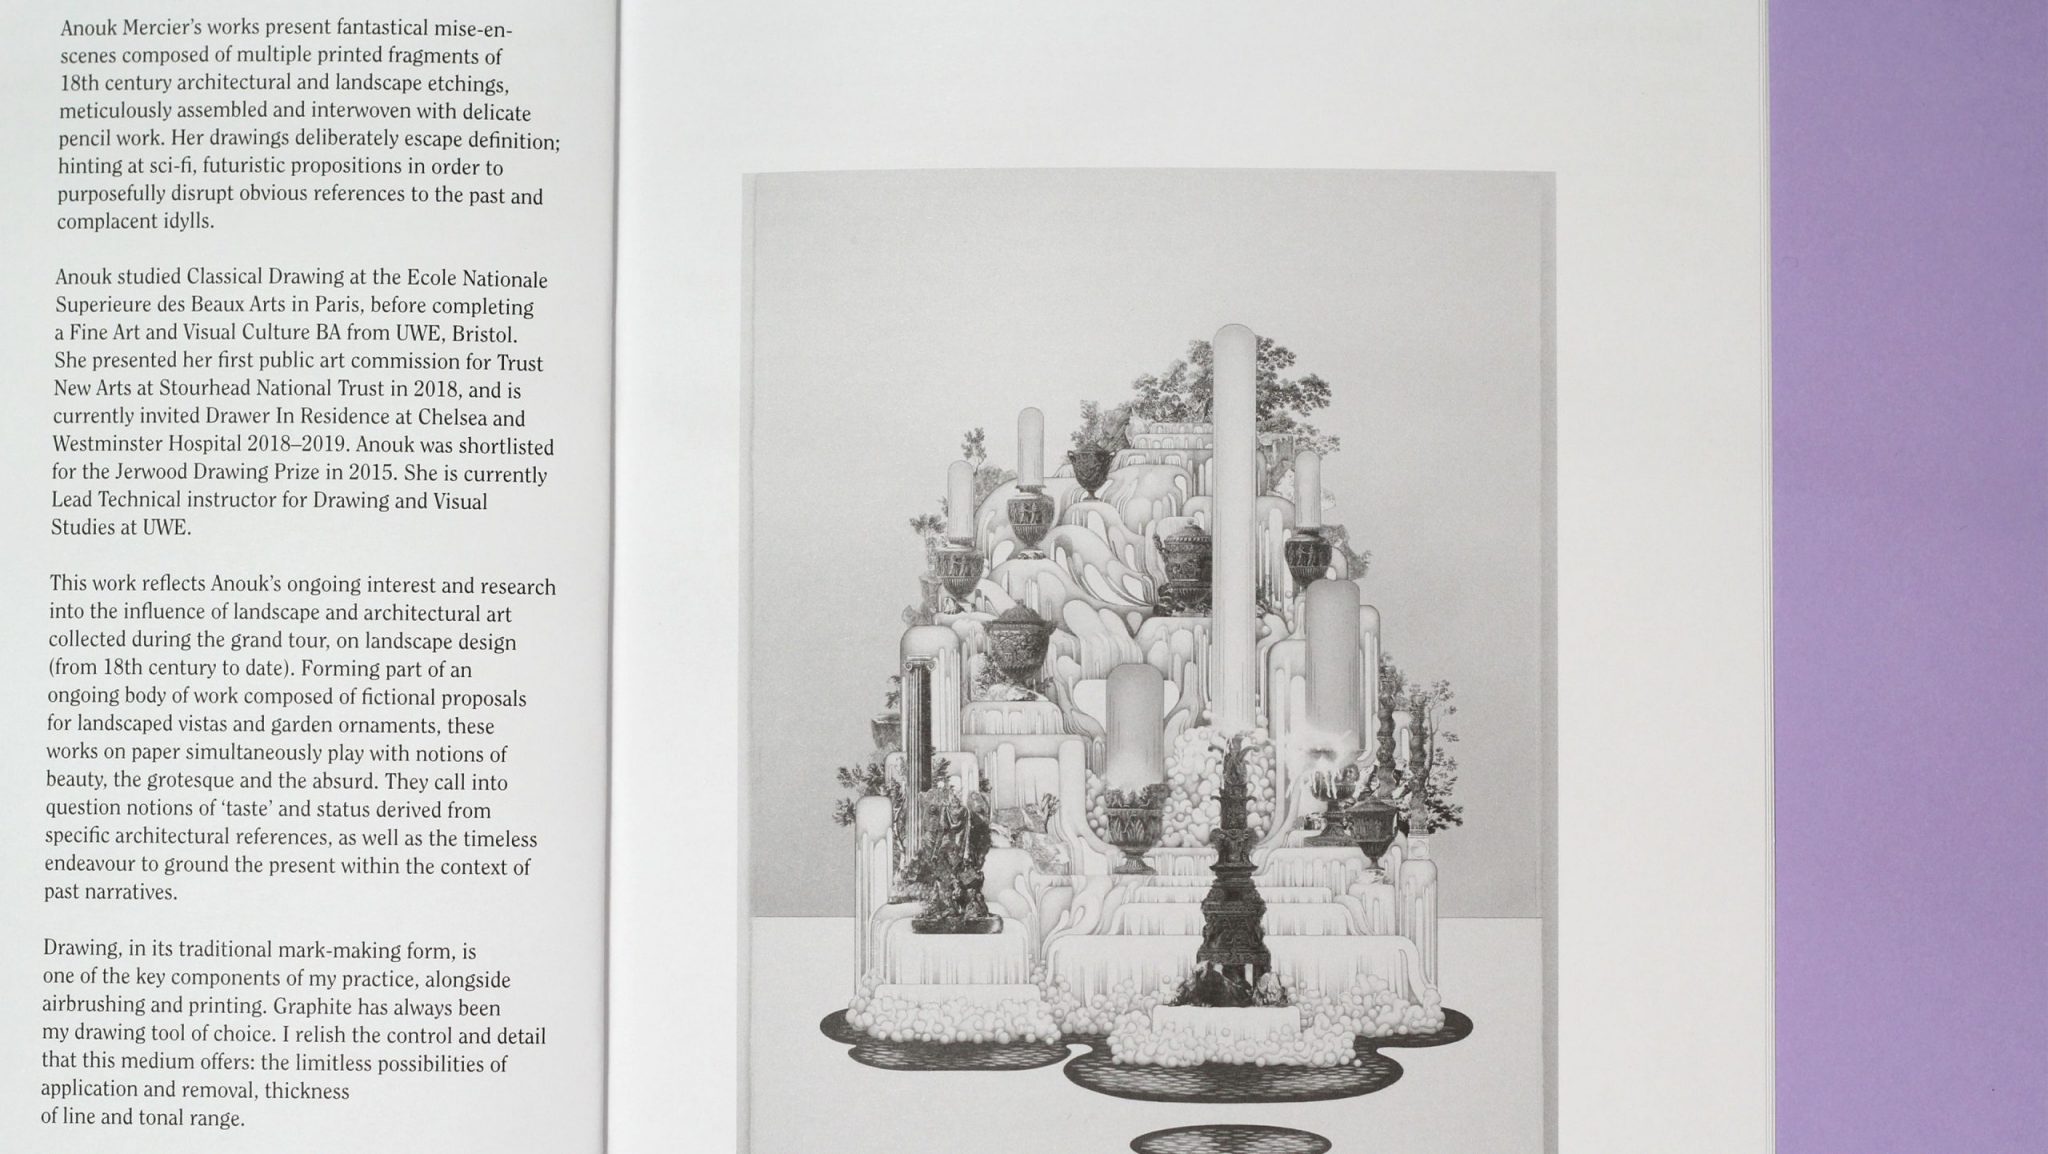 Anouk Mercier's works present fantastical mise-en-
scenes composed of multiple printed fragments of
18th century architectural and landscape etchings,
meticulously assembled and interwoven with delicate
pencil work. Her drawings deliberately escape definition;
hinting at sci-fi, futuristic propositions in order to
purposefully disrupt obvious references to the past and
complacent idylls.
Anouk studied Classical Drawing at the Ecole Nationale
Superieure des Beaux Arts in Paris, before completing
a Fine Art and Visual Culture BA from UWE, Bristol.
She presented her first public art commission for Trust
New Arts at Stourhead National Trust in 2018, and is
currently invited Drawer In Residence at Chelsea and
Westminster Hospital 2018–2019. Anouk was shortlisted
for the Jerwood Drawing Prize in 2015. She is currently
Lead Technical instructor for Drawing and Visual
Studies at UWE.
This work reflects Anouk's ongoing interest and research
into the influence of landscape and architectural art
collected during the grand tour, on landscape design
(from 18th century to date). Forming part of an
ongoing body of work composed of fictional proposals
for landscaped vistas and garden ornaments, these
works on paper simultaneously play with notions of
beauty, the grotesque and the absurd. They call into
question notions of 'taste' and status derived from
specific architectural references, as well as the timeless
endeavour to ground the present within the context of
past narratives.
Drawing, in its traditional mark-making form, is
one of the key components of my practice, alongside
airbrushing and printing. Graphite has always been
my drawing tool of choice. I relish the control and detail
that this medium offers: the limitless possibilities of
application and removal, thickness
of line and tonal range.